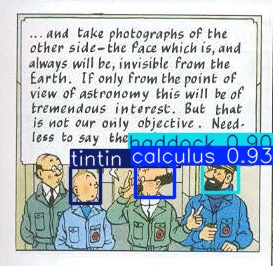 ... and take photographs of the
other side-the face which is, and
always will be, invisible from the
Earth. If only from the point of
view of astronomy this will be of
tremendous interest. But that
is not our only objective. Need-
less to say the
haddock 0.90
tintin calculus 0.93